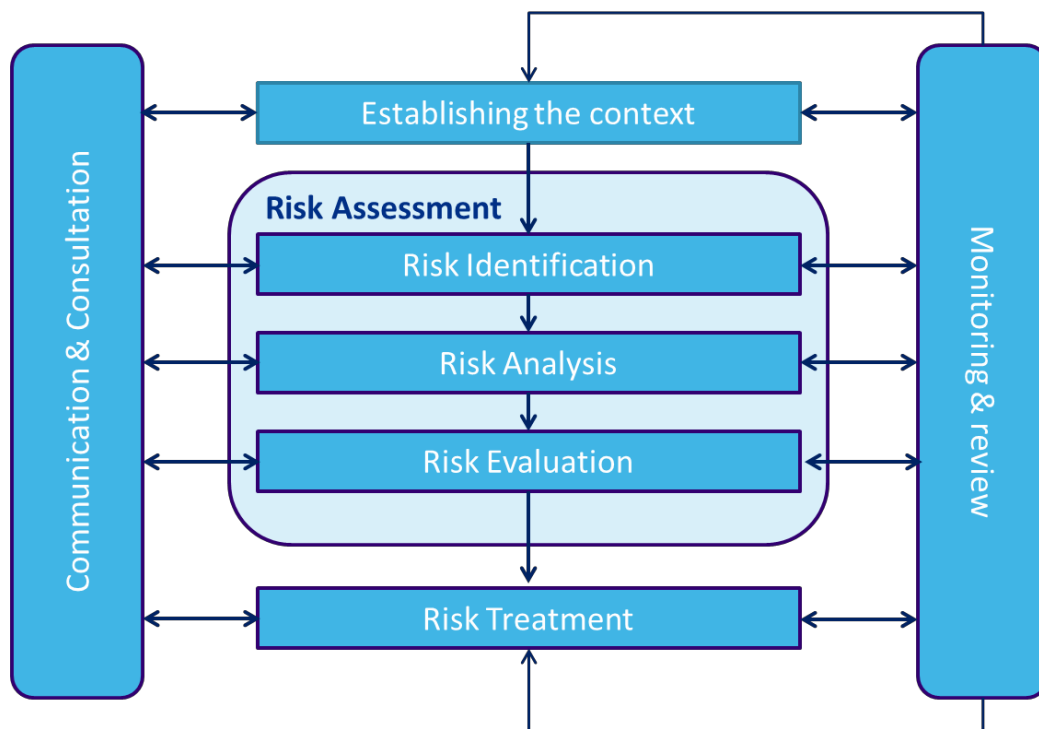 Communication & Consultation
Establishing the context
Risk Assessment
Risk Identification
Risk Analysis
Risk Evaluation
Risk Treatment
Monitoring & review